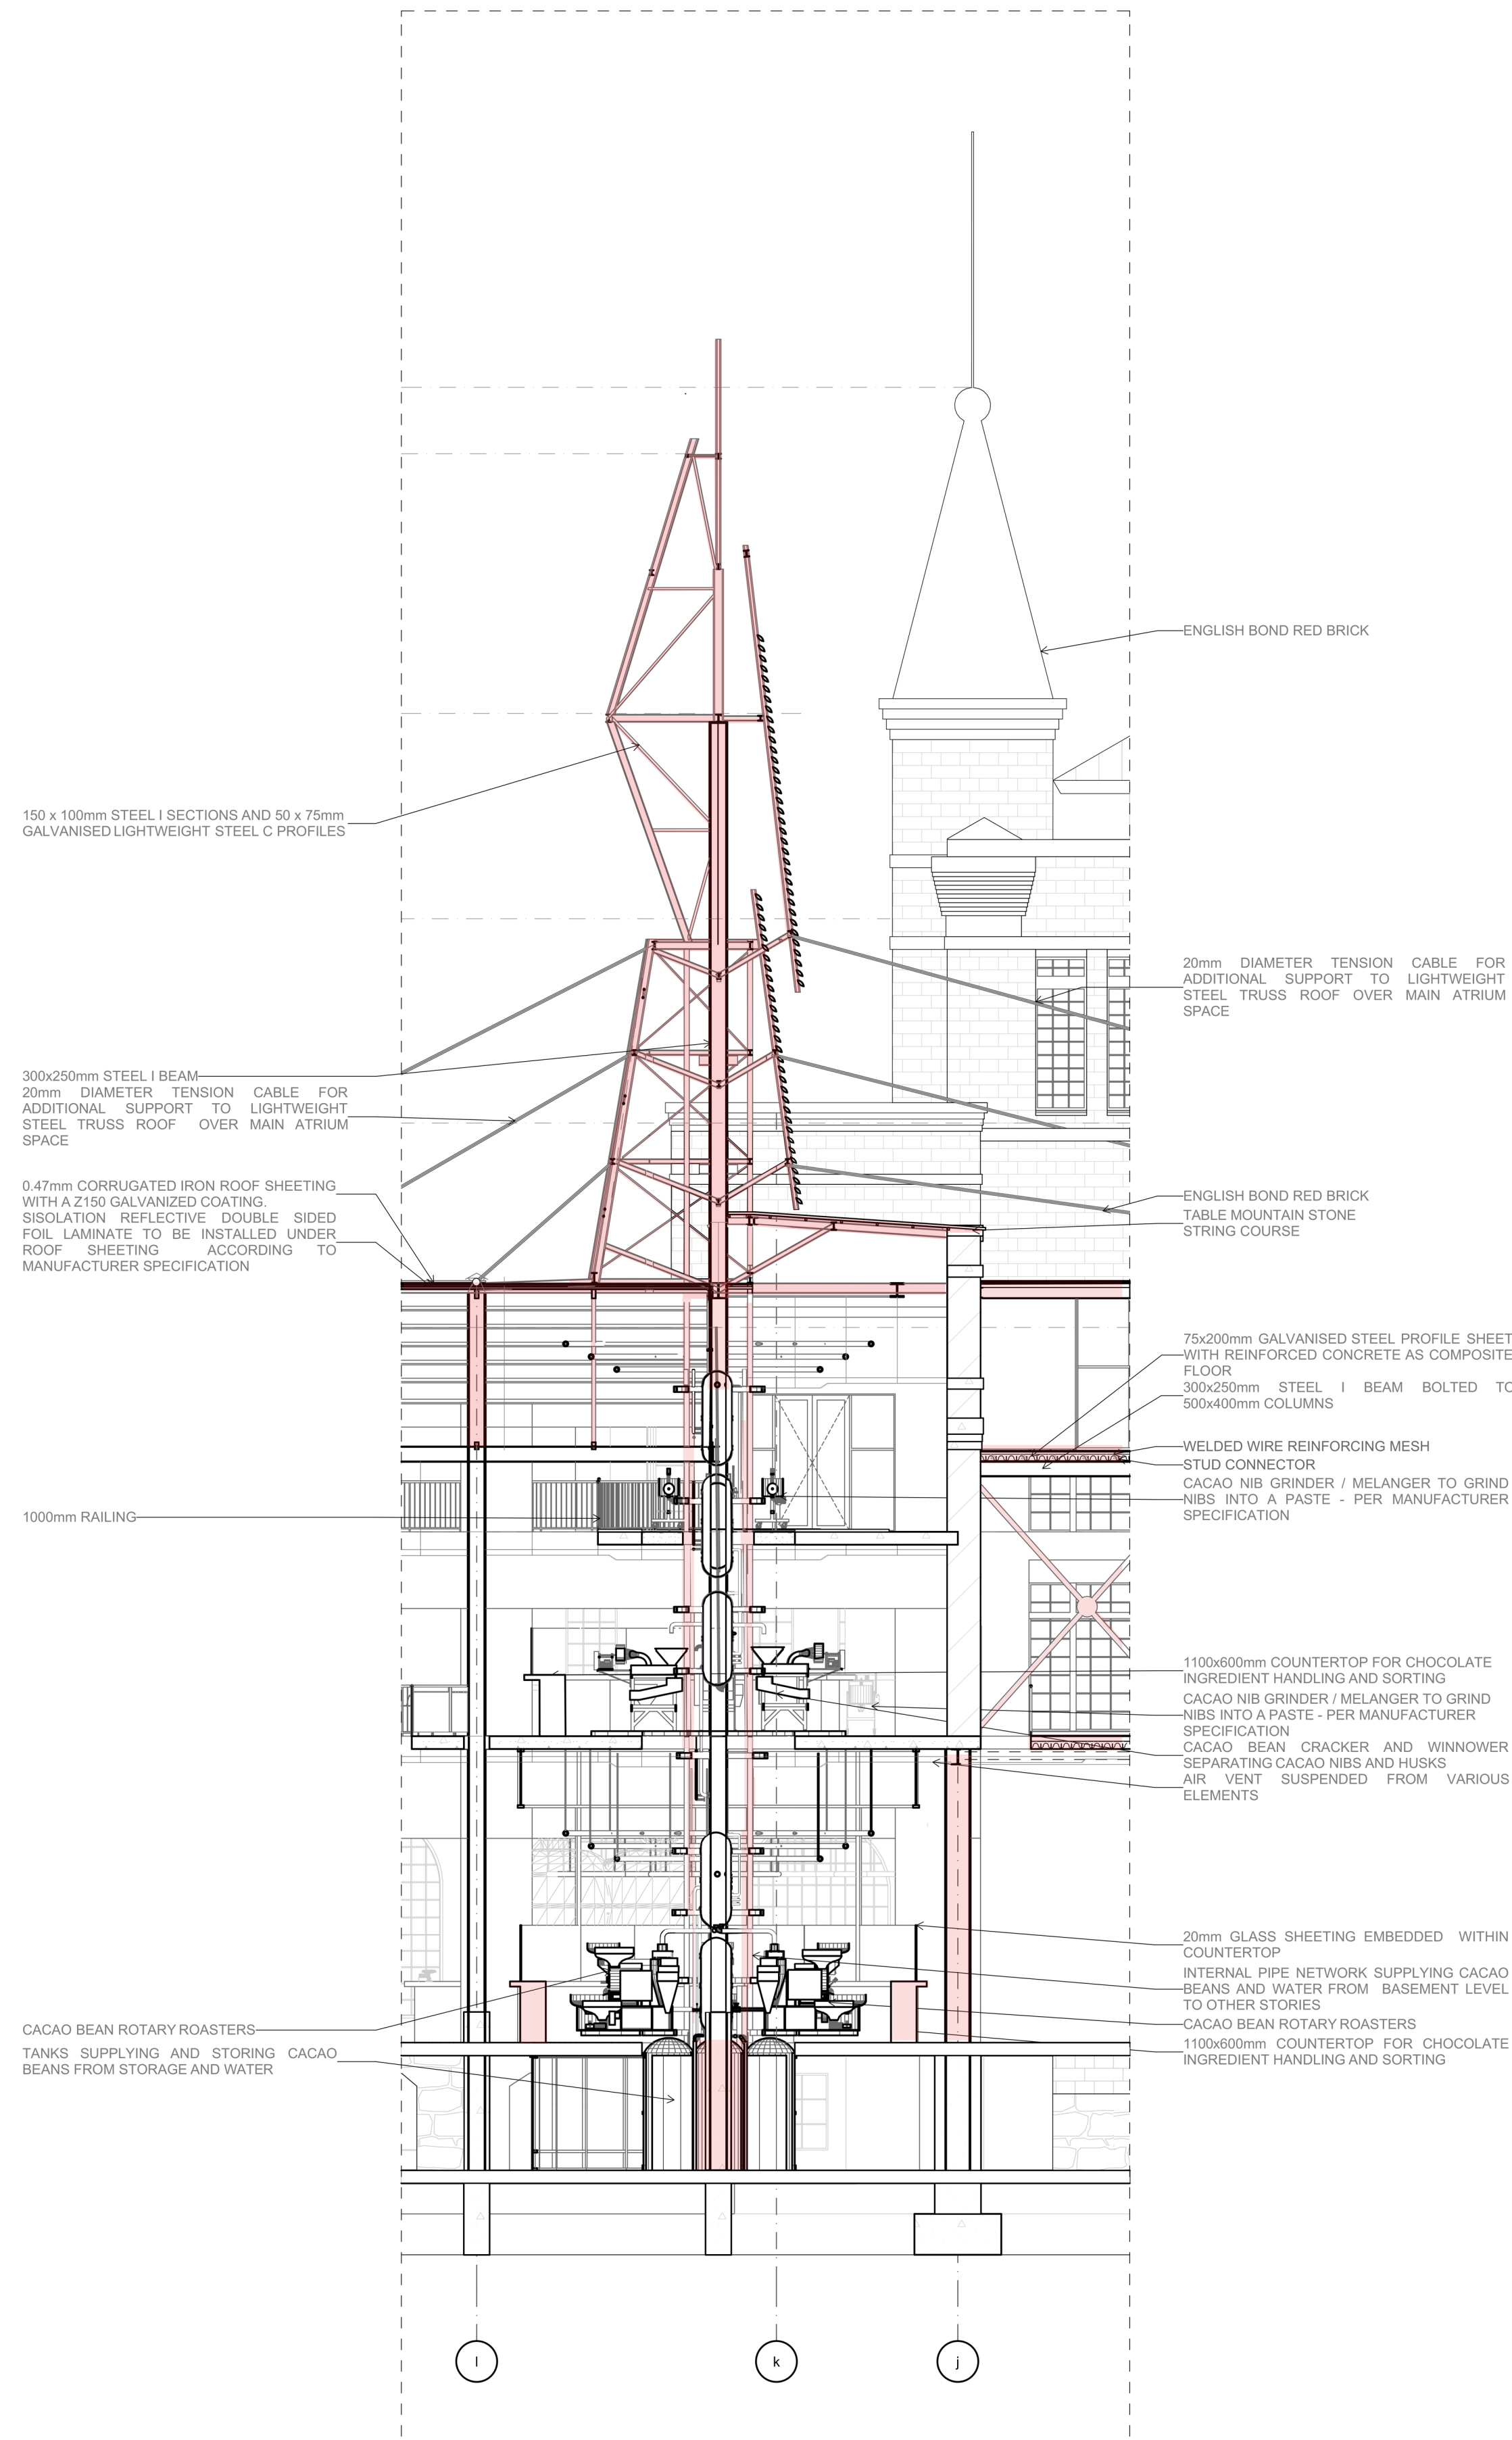 ENGLISH BOND RED BRICK
150 x 100mm STEEL I SECTIONS AND 50 x 75mm
GALVANISED LIGHTWEIGHT STEEL C PROFILES
20mm DIAMETER TENSION CABLE FOR
ADDITIONAL SUPPORT TO LIGHTWEIGHT
STEEL TRUSS ROOF OVER MAIN ATRIUM
SPACE
300x250mm STEEL I BEAM
20mm DIAMETER TENSION CABLE FOR
ADDITIONAL SUPPORT TO LIGHTWEIGHT
STEEL TRUSS ROOF OVER MAIN ATRIUM
SPACE
0.47mm CORRUGATED IRON ROOF SHEETING
WITH A Z150 GALVANIZED COATING.
SISOLATION REFLECTIVE DOUBLE SIDED
FOIL LAMINATE TO BE INSTALLED UNDER
ROOF SHEETING ACCORDING TO
MANUFACTURER SPECIFICATION
ENGLISH BOND RED BRICK
TABLE MOUNTAIN STONE
STRING COURSE
75x200mm GALVANISED STEEL PROFILE SHEET
WITH REINFORCED CONCRETE AS COMPOSITE
FLOOR
300x250mm STEEL I BEAM BOLTED TO
500x400mm COLUMNS
WELDED WIRE REINFORCING MESH
STUD CONNECTOR
CACAO NIB GRINDER / MELANGER TO GRIND
NIBS INTO A PASTE - PER MANUFACTURER
SPECIFICATION
1000mm RAILING
1100x600mm COUNTERTOP FOR CHOCOLATE
INGREDIENT HANDLING AND SORTING
CACAO NIB GRINDER / MELANGER TO GRIND
NIBS INTO A PASTE - PER MANUFACTURER
SPECIFICATION
CACAO BEAN CRACKER AND WINNOWER
SEPARATING CACAO NIBS AND HUSKS
AIR VENT SUSPENDED FROM VARIOUS
ELEMENTS
20mm GLASS SHEETING EMBEDDED WITHIN
COUNTERTOP
INTERNAL PIPE NETWORK SUPPLYING CACAO
BEANS AND WATER FROM BASEMENT LEVEL
TO OTHER STORIES
CACAO BEAN ROTARY ROASTERS
CACAO BEAN ROTARY ROASTERS
1100x600mm COUNTERTOP FOR CHOCOLATE
INGREDIENT HANDLING AND SORTING
TANKS SUPPLYING AND STORING CACAO
BEANS FROM STORAGE AND WATER
l k j